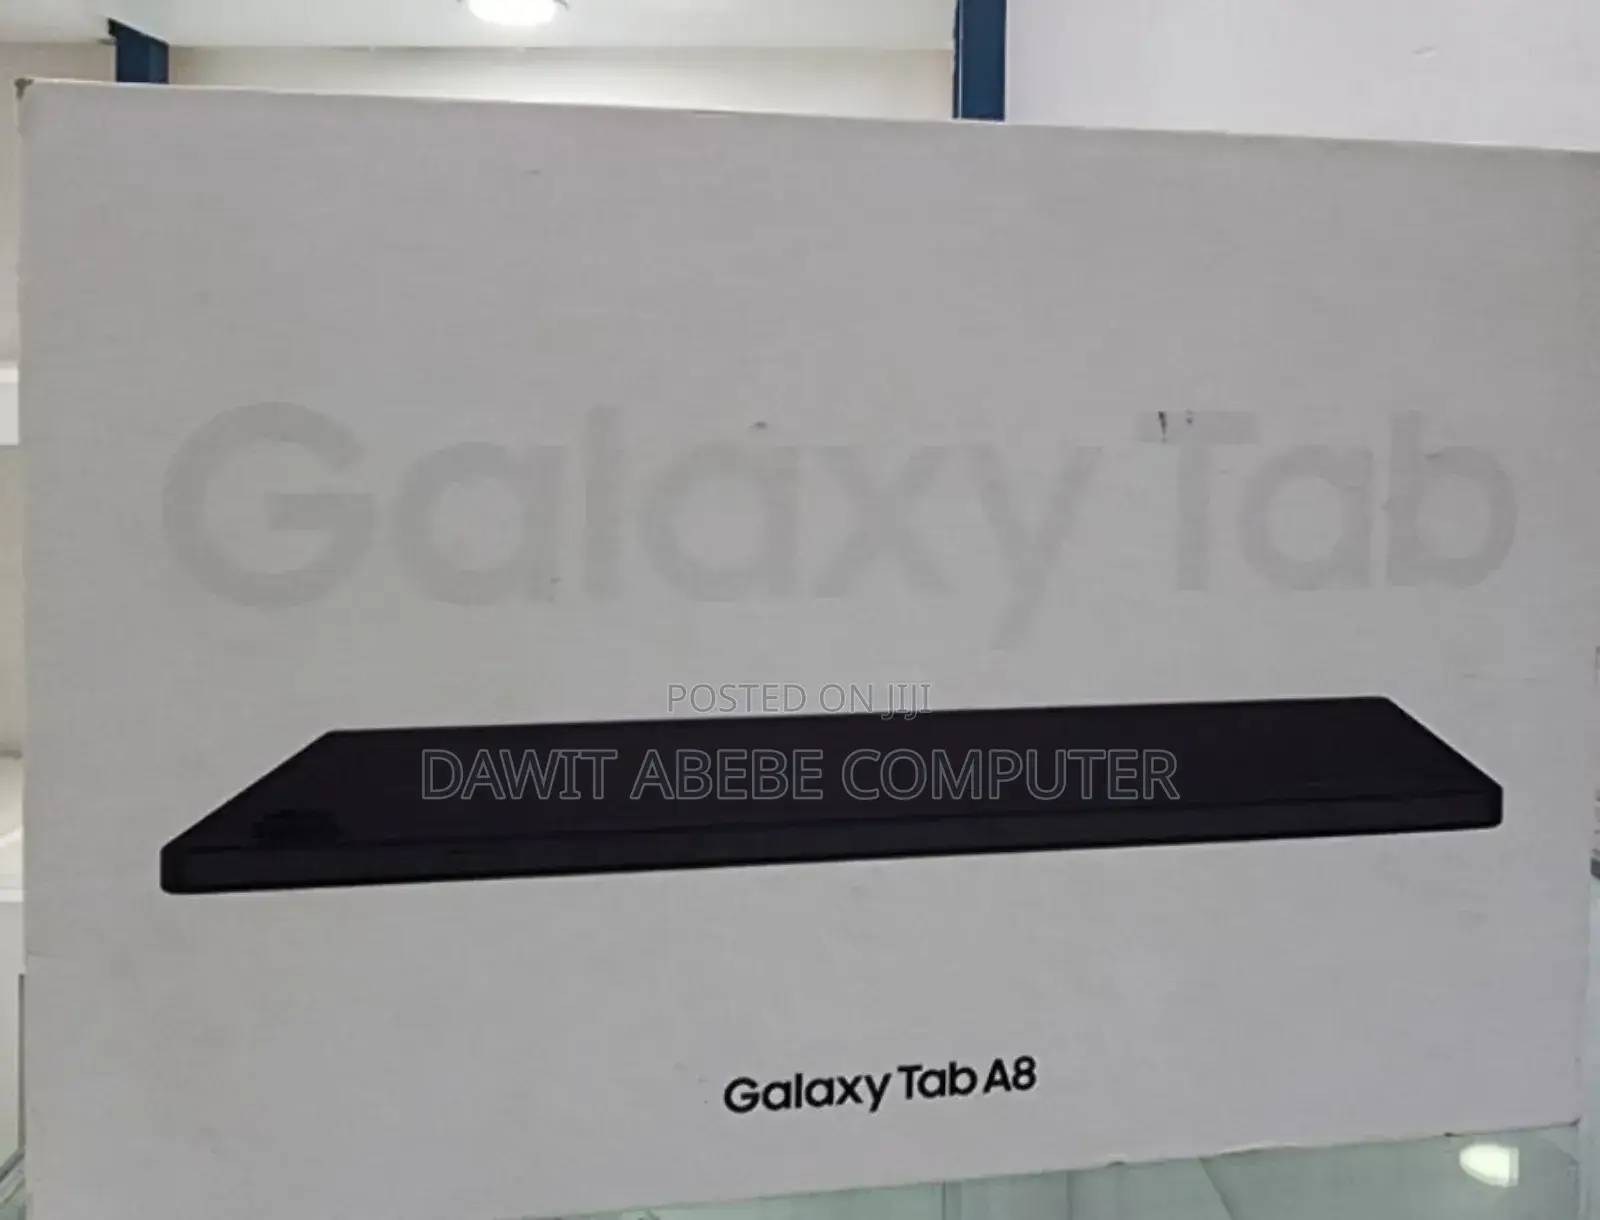 Galaxy Tab
POSTED ON JIJI
DAWIT ABEBE COMPUTER
Galaxy Tab A8